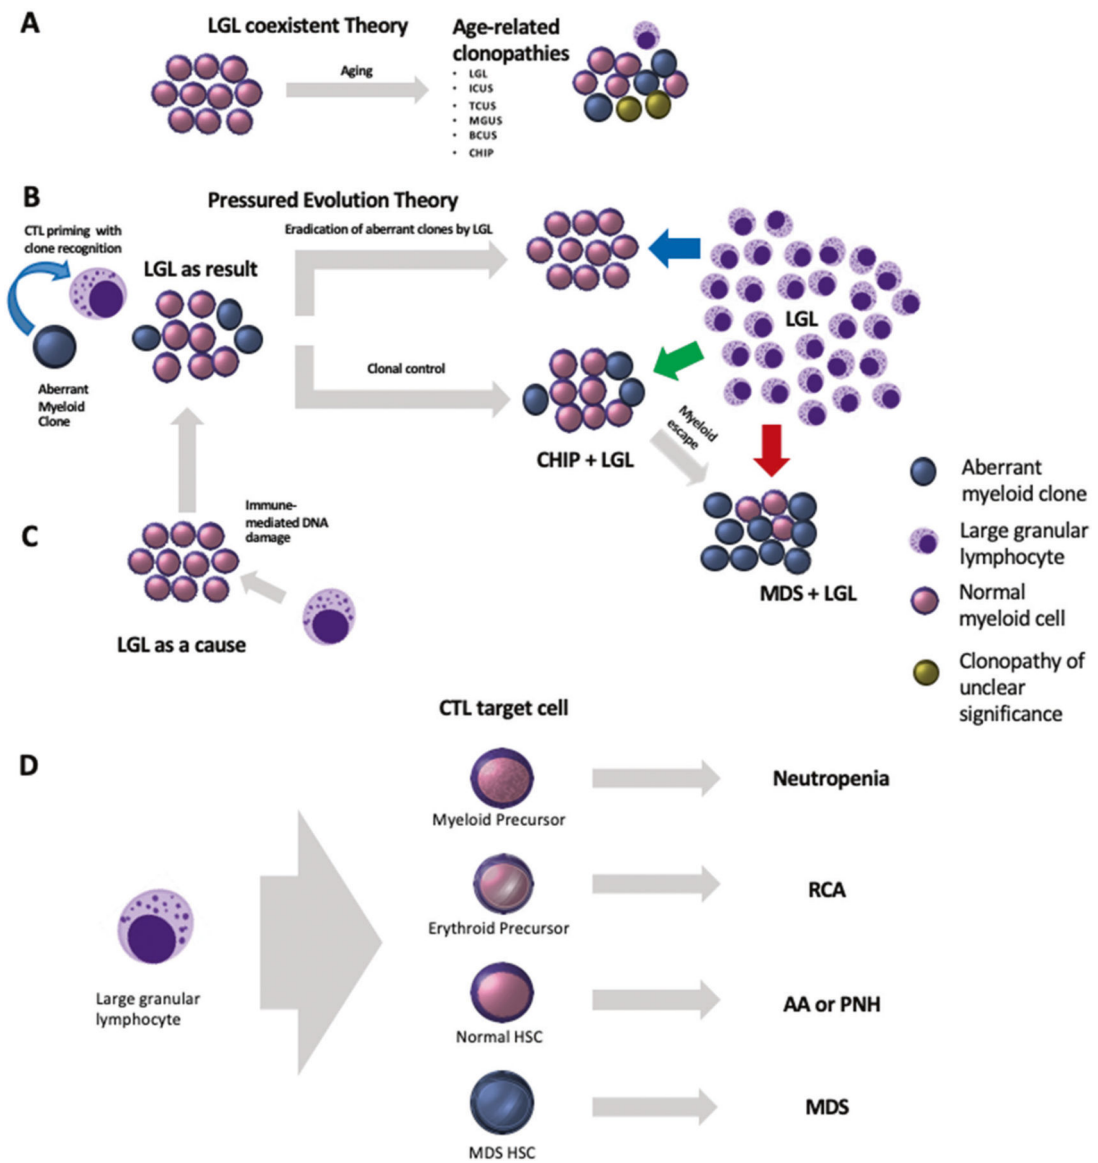 A
LGL coexistent Theory
Aging
Age-related
clonopathies
• LGL
• ICUS
• TCUS
• MGUS
• BCUS
• CHIP
B
Pressured Evolution Theory
CTL priming with
clone recognition
Aberrant
Myeloid
Clone
LGL as result
Eradication of aberrant clones by LGL
Clonal control
CHIP + LGL
LGL
Myeloid
escape
MDS + LGL
C
Immune-
mediated DNA
damage
LGL as a cause
Aberrant
myeloid clone
Large granular
lymphocyte
Normal
myeloid cell
Clonopathy of
unclear
significance
D
CTL target cell
Large granular
lymphocyte
Myeloid Precursor
Neutropenia
Erythroid Precursor
RCA
Normal HSC
AA or PNH
MDS HSC
MDS